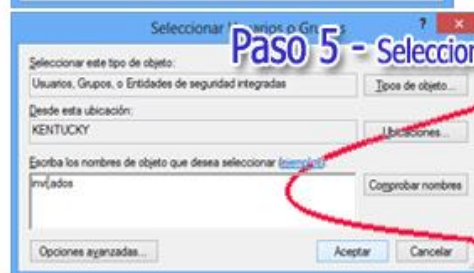 Seleccionar Usuarios o Grupos
Paso 5 - Seleccion
Seleccionar este tipo de objeto:
Usuarios, Grupos, o Entidades de seguridad integradas
Tipos de objeto...
Desde esta ubicación:
KENTUCKY
Ubicaciones...
Escriba los nombres de objeto que desea seleccionar (ejemplos):
Comprobar nombres
Opciones avanzadas...
Aceptar
Cancelar